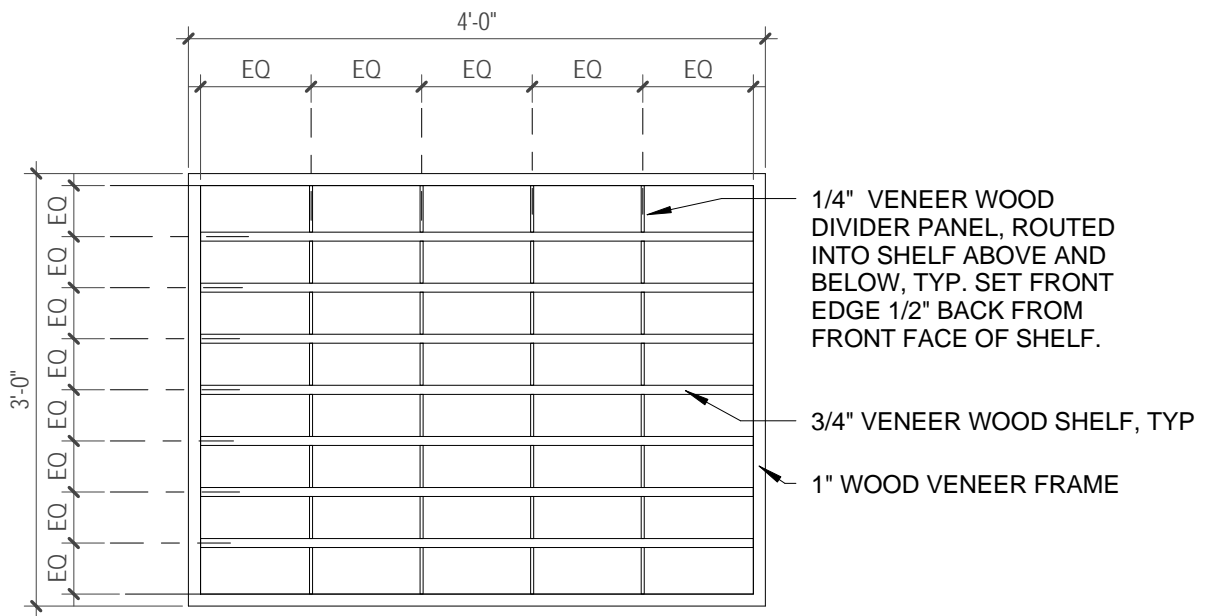 4'-0"
EQ EQ EQ EQ EQ
3'-0"
EQ
EQ
EQ
EQ
EQ
EQ
EQ
EQ
1/4" VENEER WOOD
DIVIDER PANEL, ROUTED
INTO SHELF ABOVE AND
BELOW, TYP. SET FRONT
EDGE 1/2" BACK FROM
FRONT FACE OF SHELF.
3/4" VENEER WOOD SHELF, TYP
1" WOOD VENEER FRAME